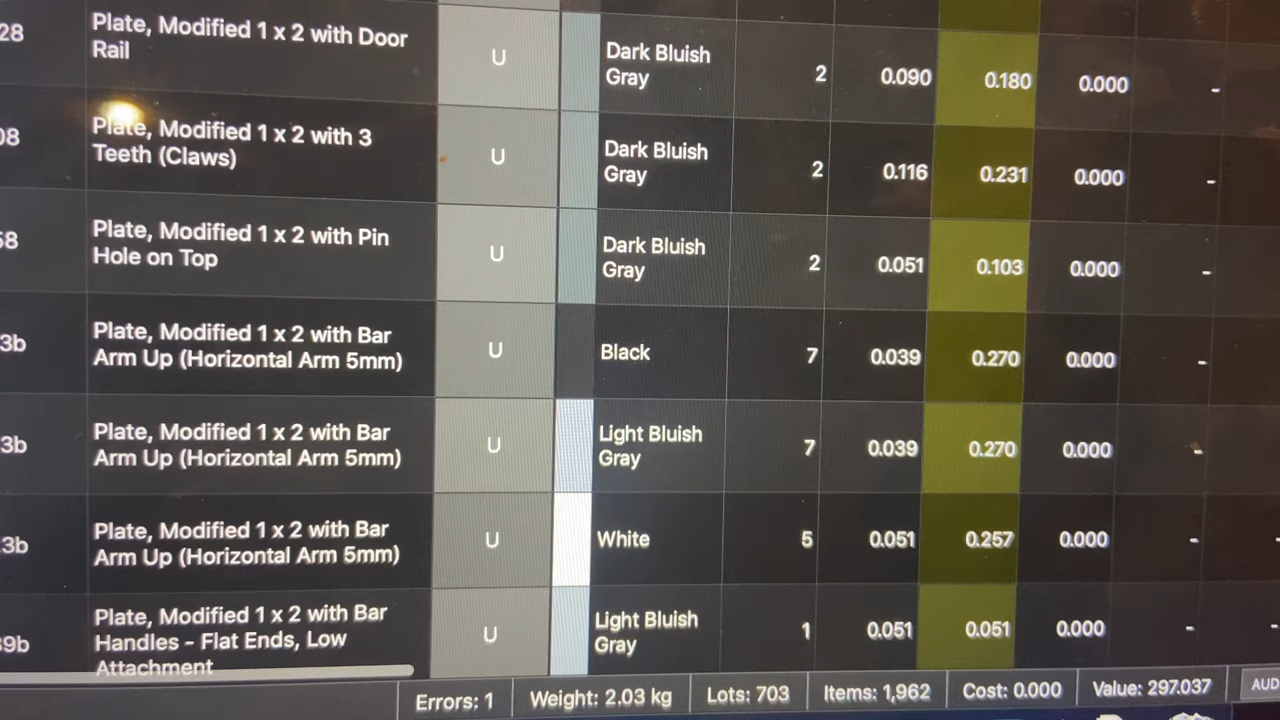 28 Plate, Modified 1 x 2 with Door
Rail
U
Dark Bluish
Gray
2 0.090 0.180 0.000 -
08 Plate, Modified 1 x 2 with 3
Teeth (Claws)
U
Dark Bluish
Gray
2 0.116 0.231 0.000 -
58 Plate, Modified 1 x 2 with Pin
Hole on Top
U
Dark Bluish
Gray
2 0.051 0.103 0.000 -
3b Plate, Modified 1 x 2 with Bar
Arm Up (Horizontal Arm 5mm)
U
Black
7 0.039 0.270 0.000 -
3b Plate, Modified 1 x 2 with Bar
Arm Up (Horizontal Arm 5mm)
U
Light Bluish
Gray
7 0.039 0.270 0.000 -
3b Plate, Modified 1 x 2 with Bar
Arm Up (Horizontal Arm 5mm)
U
White
5 0.051 0.257 0.000 - -
9b Plate, Modified 1 x 2 with Bar
Handles - Flat Ends, Low
Attachment
U
Light Bluish
Gray
1 0.051 0.051 0.000 - -
Errors: 1 Weight: 2.03 kg Lots: 703 Items: 1,962 Cost: 0.000 Value: 297.037 AUD